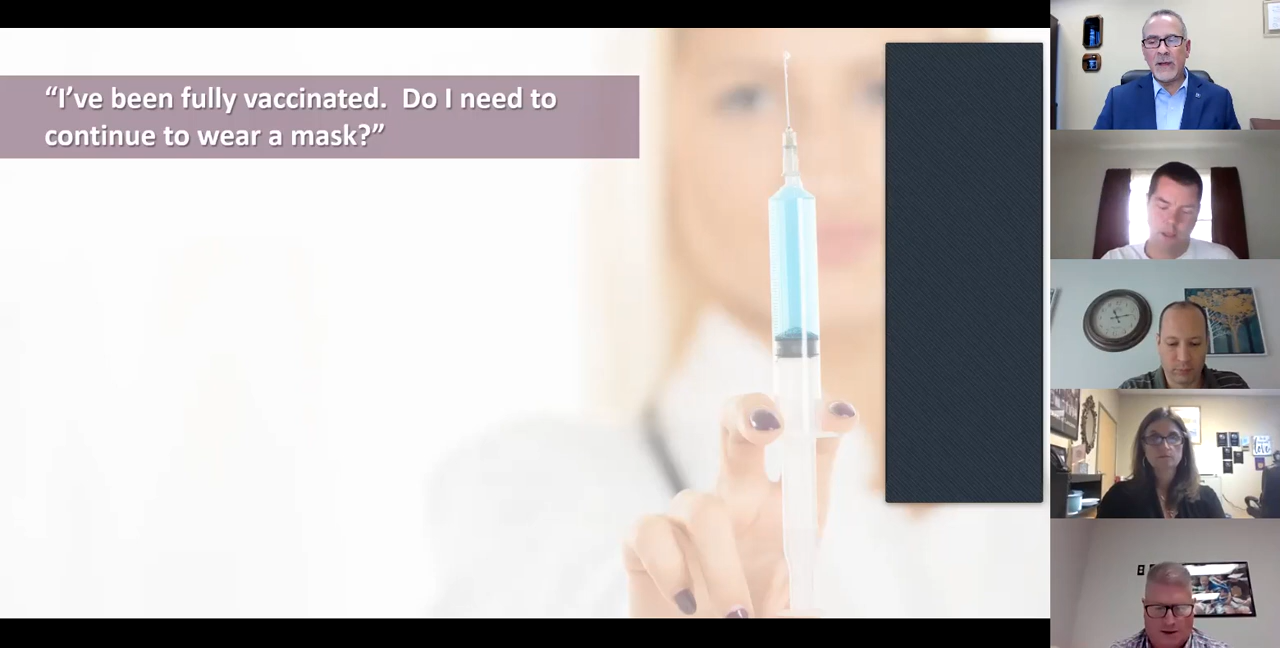 “I’ve been fully vaccinated.  Do I need to
continue to wear a mask?”